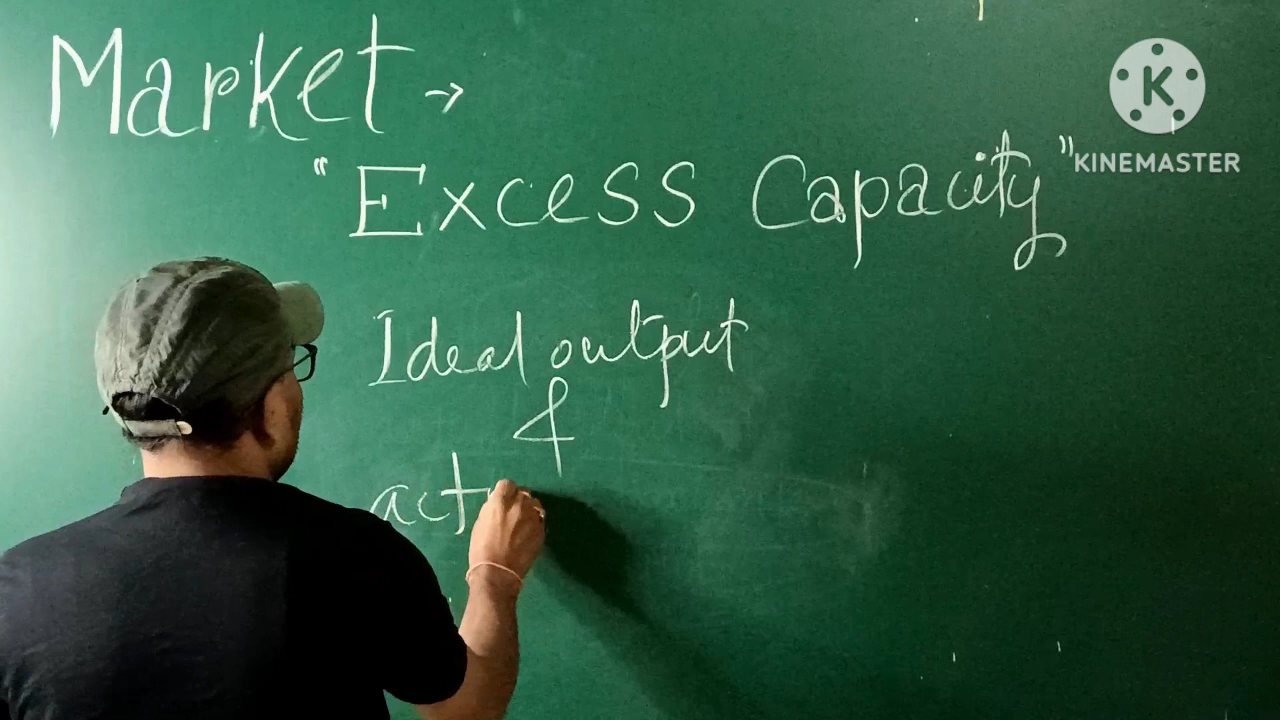 Market →
"Excess Capacity"
Ideal output
&
act
K
KINEMASTER